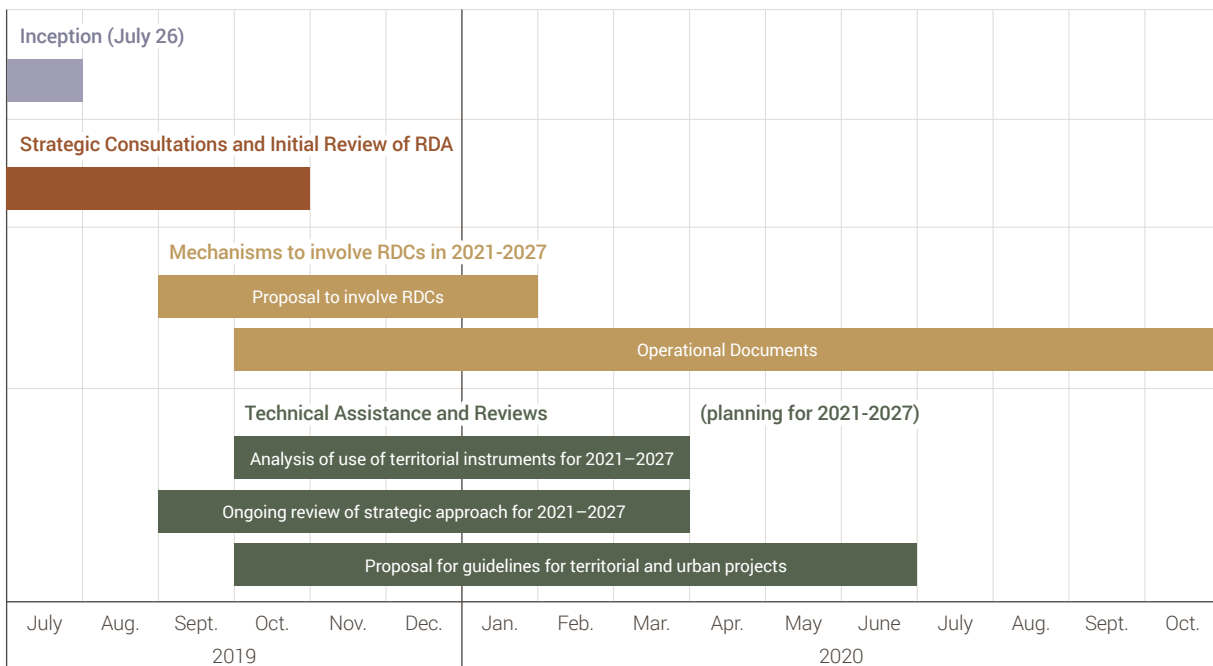 Inception (July 26)
Strategic Consultations and Initial Review of RDA
Mechanisms to involve RDCs in 2021-2027
Proposal to involve RDCs
Operational Documents
Technical Assistance and Reviews (planning for 2021-2027)
Analysis of use of territorial instruments for 2021–2027
Ongoing review of strategic approach for 2021–2027
Proposal for guidelines for territorial and urban projects
July Aug. Sept. Oct. Nov. Dec. Jan. Feb. Mar. Apr. May June July Aug. Sept. Oct.
2019 2020